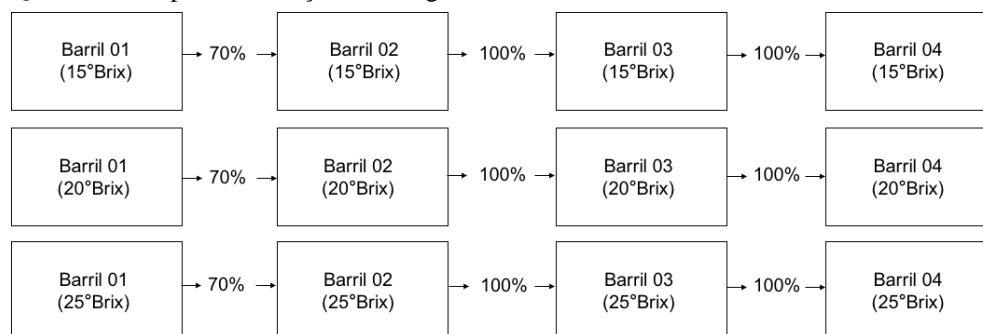 Barril 01 → 70% → Barril 02 → 100% → Barril 03 → 100% → Barril 04
(15°Brix) (15°Brix) (15°Brix) (15°Brix)
Barril 01 → 70% → Barril 02 → 100% → Barril 03 → 100% → Barril 04
(20°Brix) (20°Brix) (20°Brix) (20°Brix)
Barril 01 → 70% → Barril 02 → 100% → Barril 03 → 100% → Barril 04
(25°Brix) (25°Brix) (25°Brix) (25°Brix)